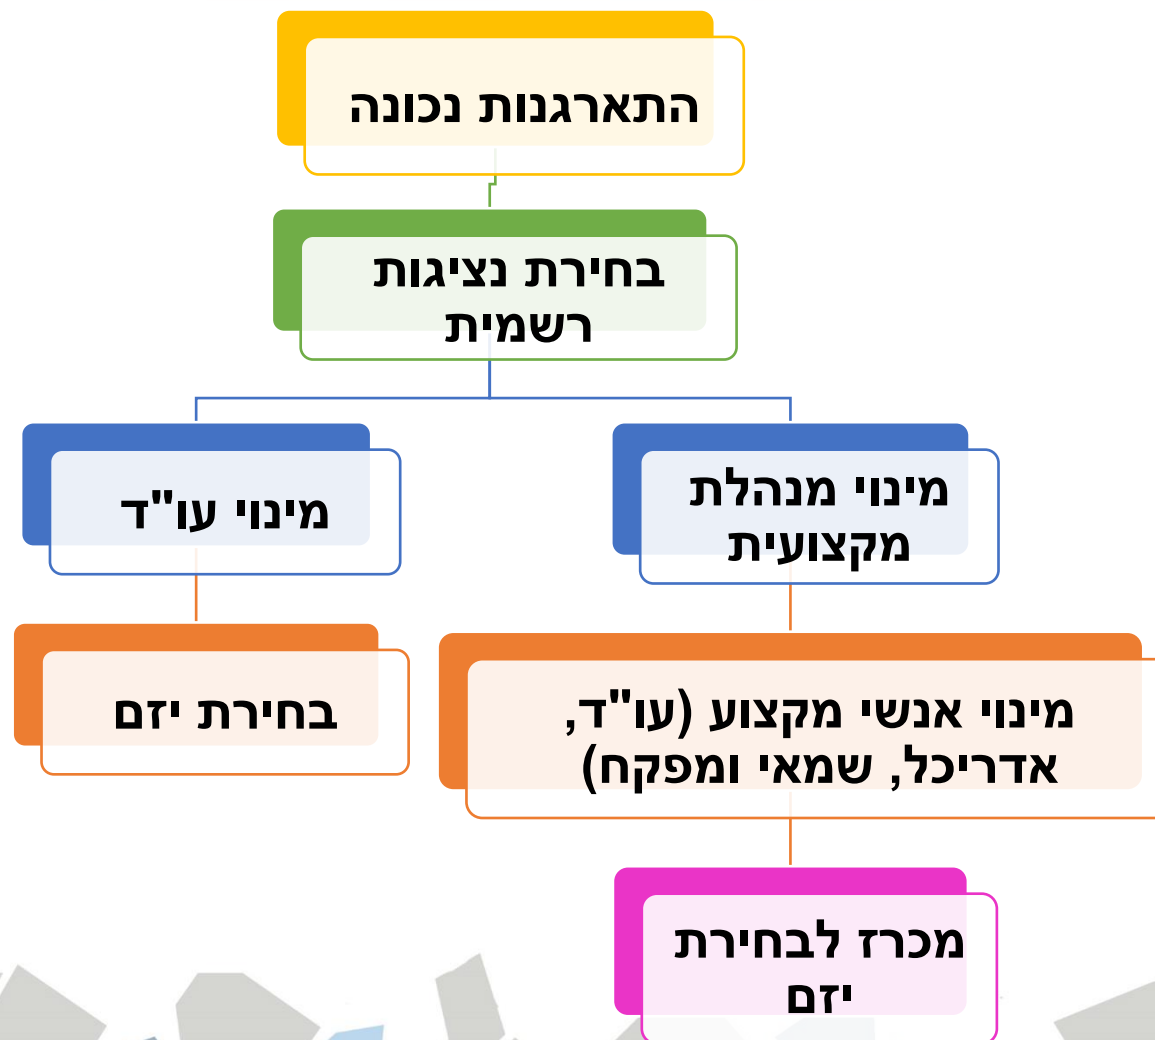 התארגנות נכונה
בחירת נציגות
רשמית
מינוי מנהלת
מקצועית
מינוי עו"ד
מינוי אנשי מקצוע (עו"ד,
אדריכל, שמאי ומפקח)
בחירת יזם
מכרז לבחירת
יזם